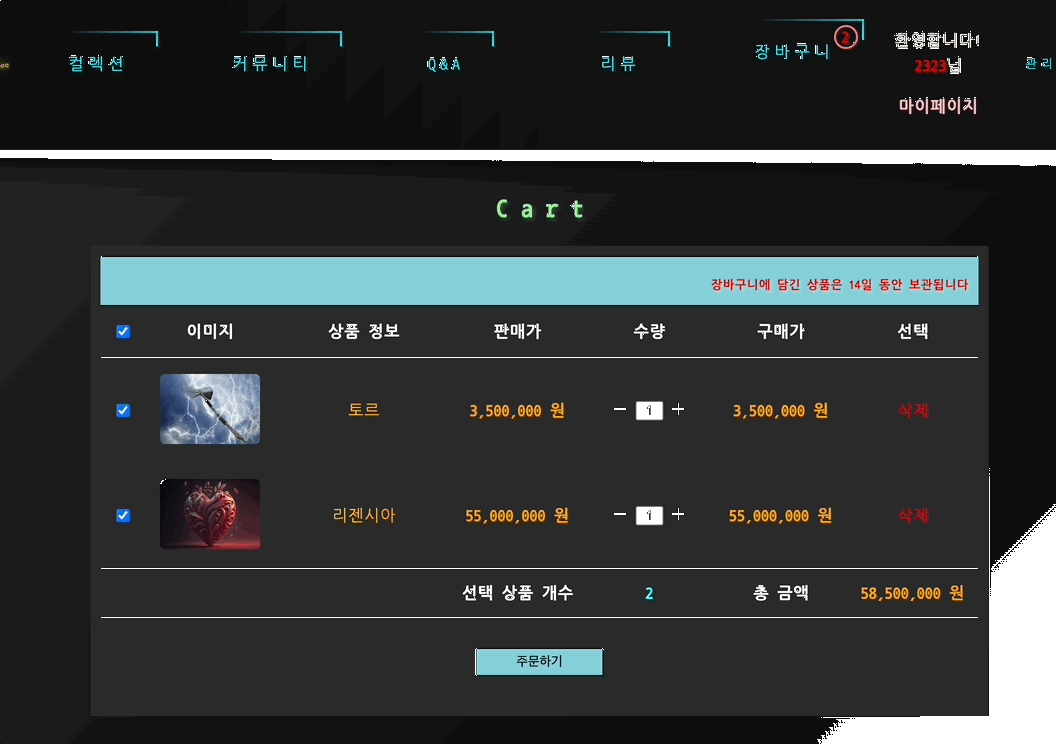 컬렉션 커뮤니티 Q&A 리뷰 장바구니 2 환영합니다!
2323님 관리
마이페이지
Cart
장바구니에 담긴 상품은 14일 동안 보관됩니다
이미지 상품 정보 판매가 수량 구매가 선택
토르 3,500,000 원 − 1 + 3,500,000 원 삭제
리젠시아 55,000,000 원 − 1 + 55,000,000 원 삭제
선택 상품 개수 2 총 금액 58,500,000 원
주문하기